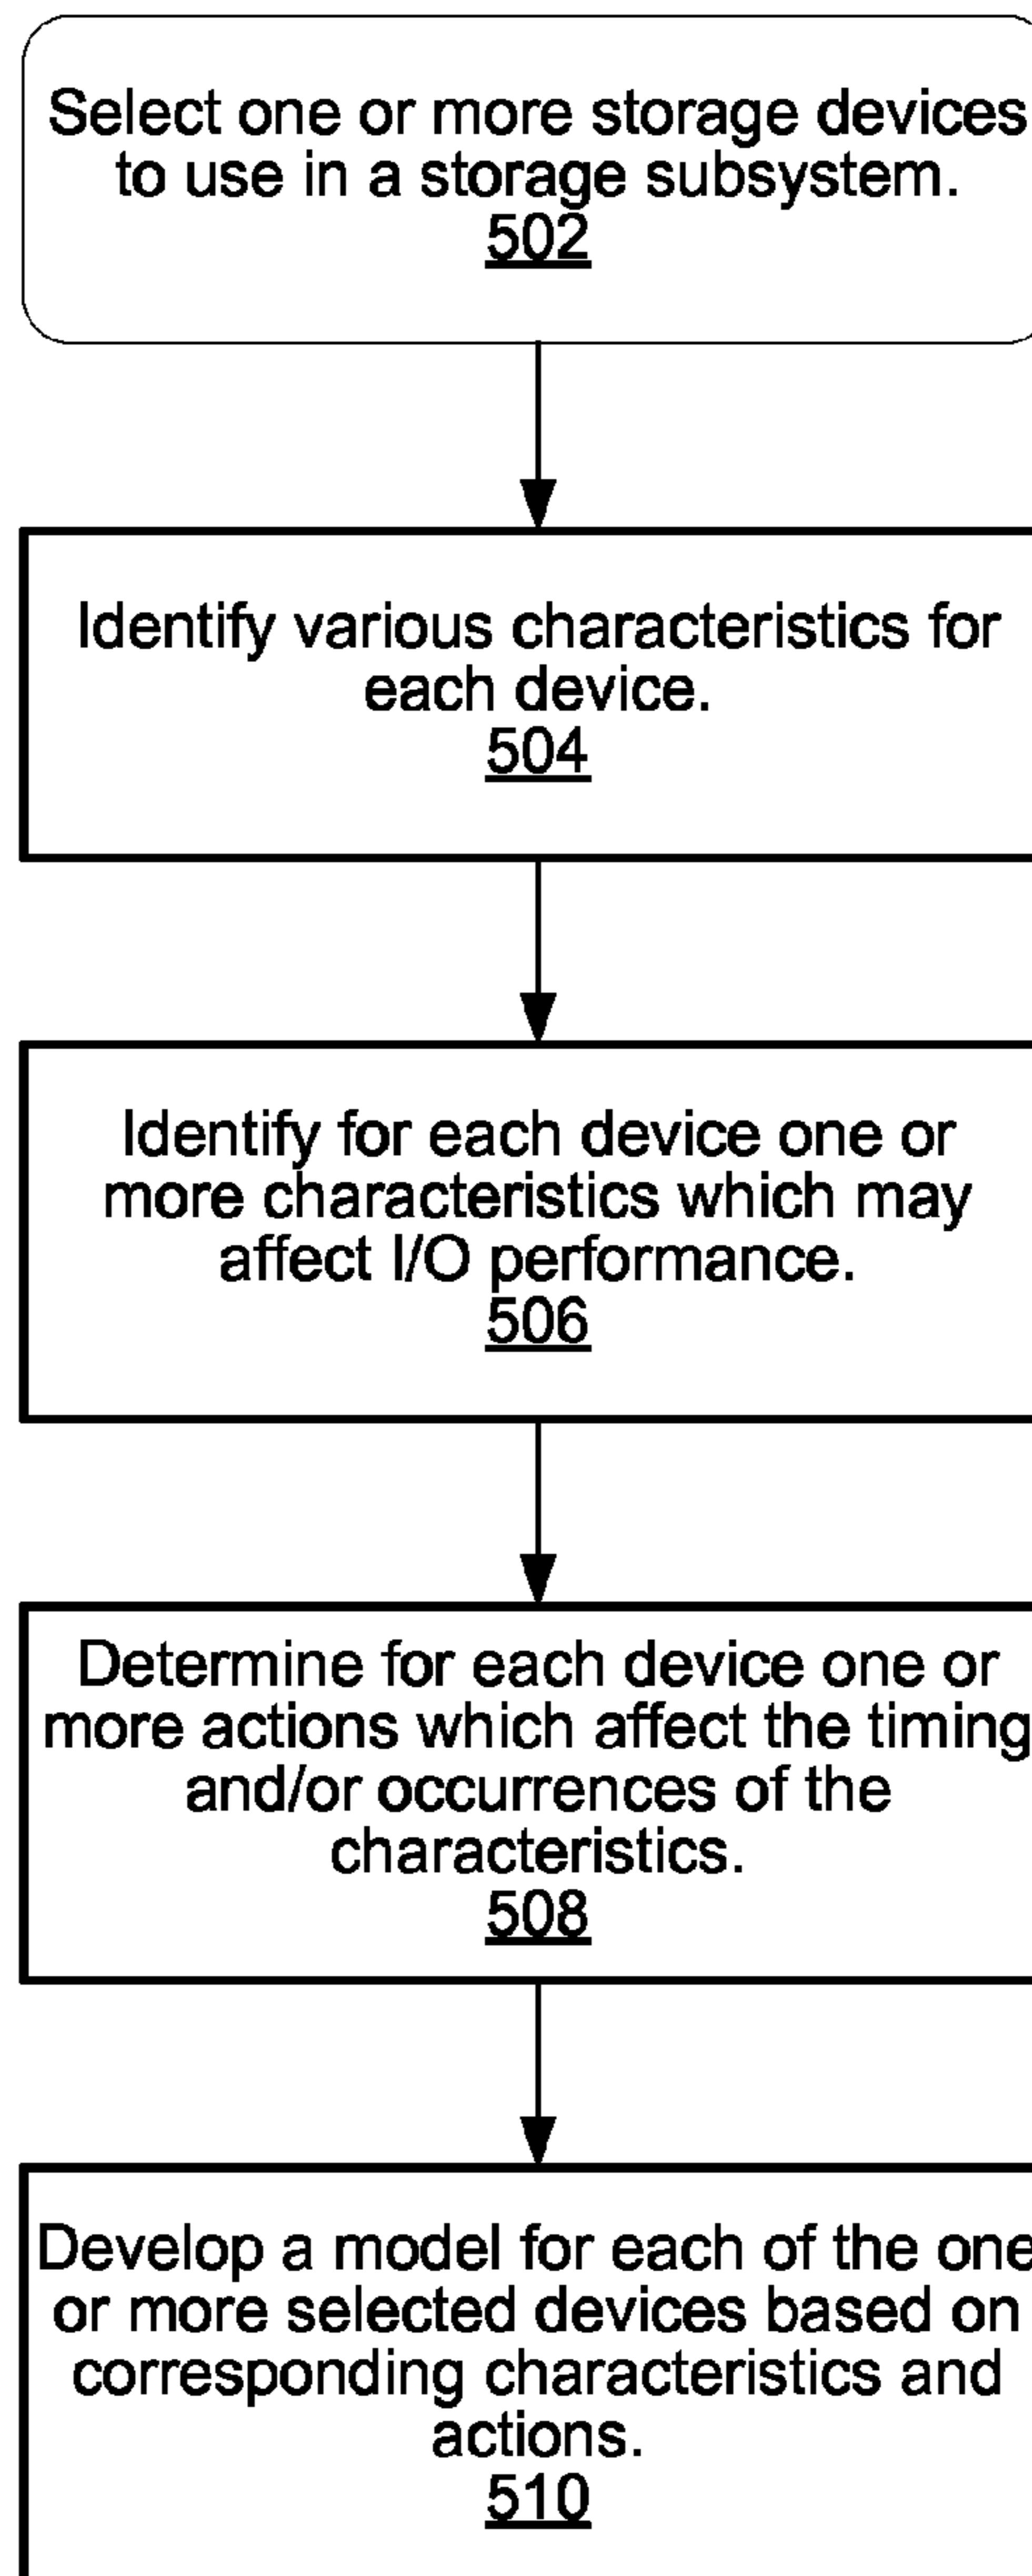 Select one or more storage devices
to use in a storage subsystem.
502
Identify various characteristics for
each device.
504
Identify for each device one or
more characteristics which may
affect I/O performance.
506
Determine for each device one or
more actions which affect the timing
and/or occurrences of the
characteristics.
508
Develop a model for each of the one
or more selected devices based on
corresponding characteristics and
actions.
510